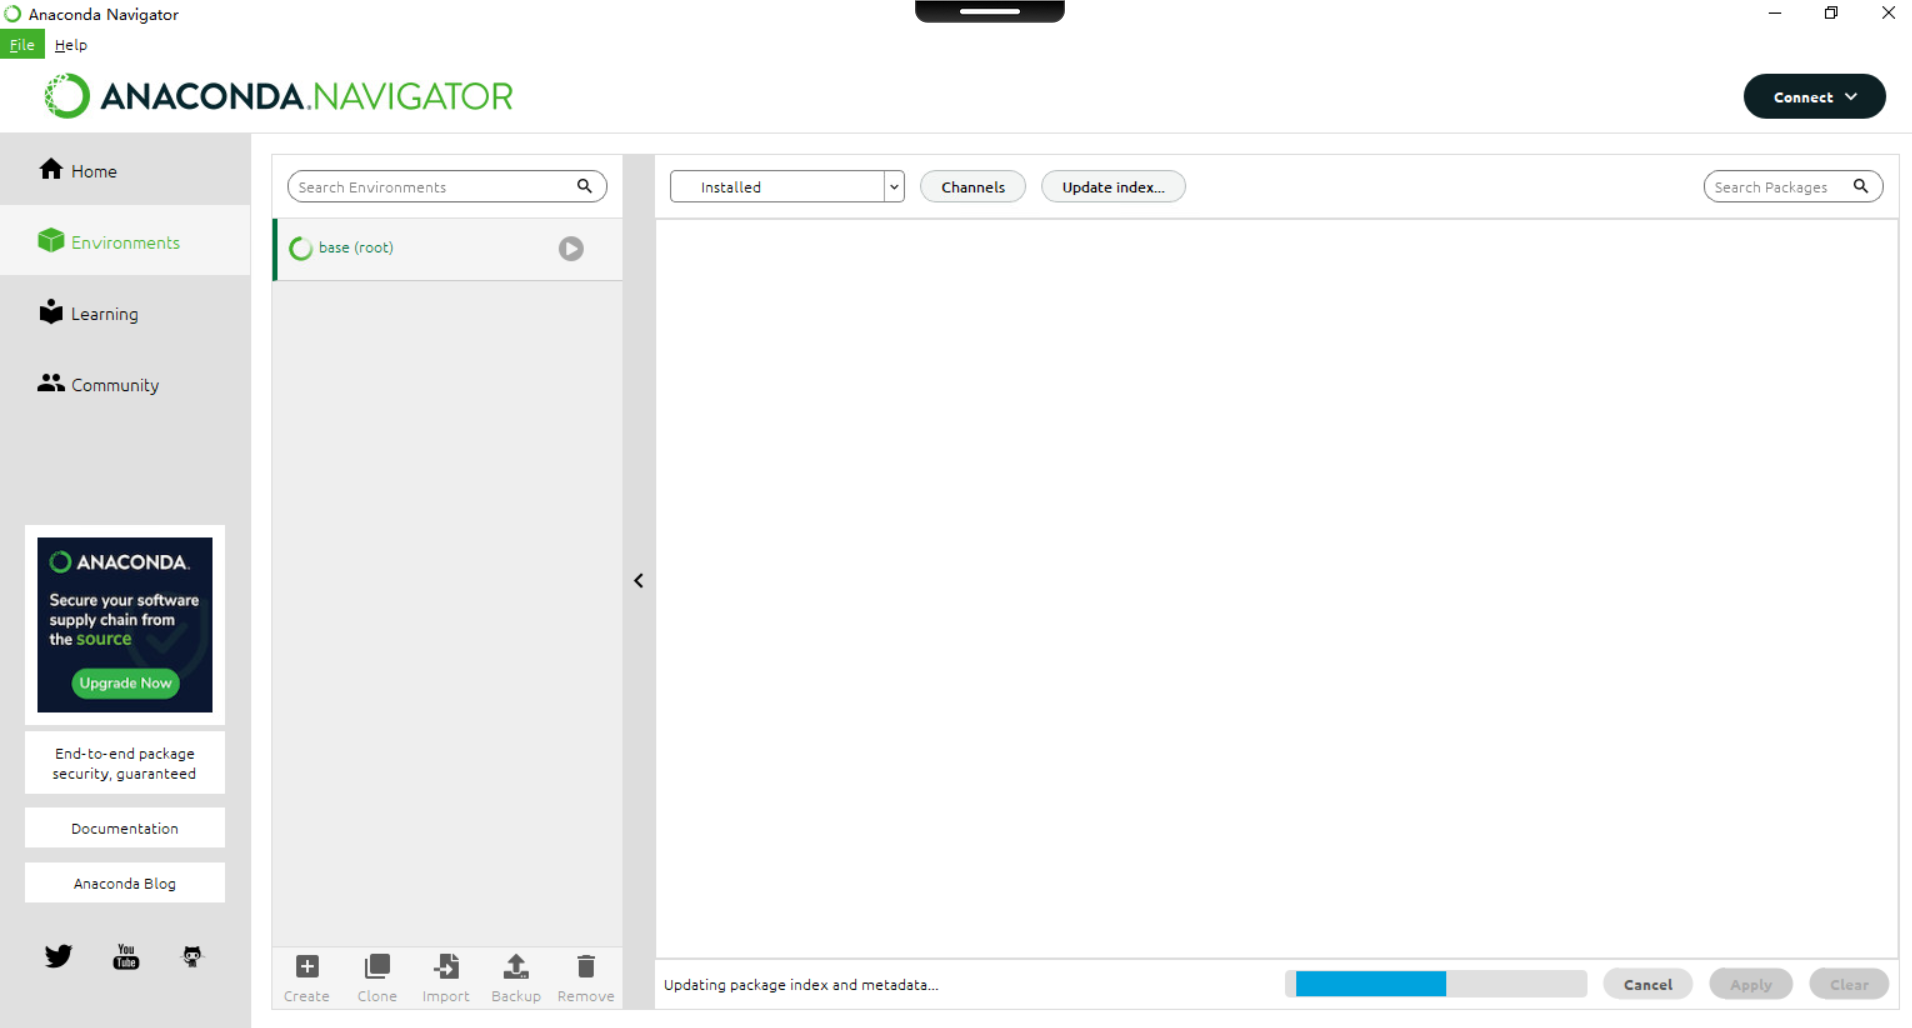 Anaconda Navigator
File Help
ANACONDA.NAVIGATOR
Connect
Home
Environments
Learning
Community
ANACONDA.
Secure your software
supply chain from
the source
Upgrade Now
End-to-end package
security, guaranteed
Documentation
Anaconda Blog
You
Tube
Search Environments
base (root)
Create Clone Import Backup Remove
Installed Channels Update index... Search Packages
Updating package index and metadata... Cancel Apply Clear